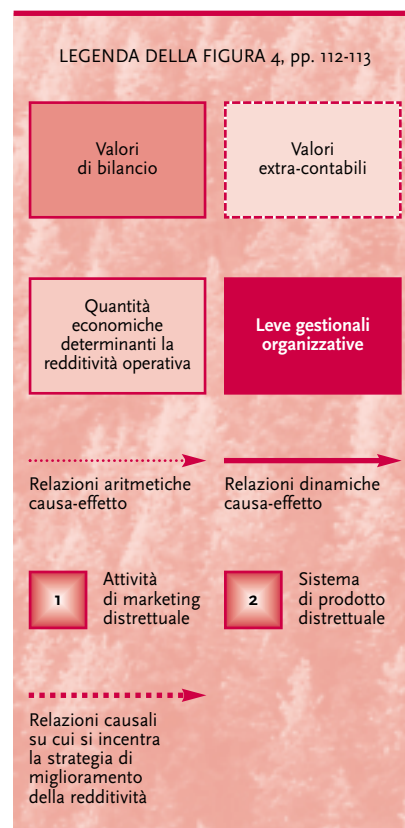 LEGENDA DELLA FIGURA 4, pp. 112-113
Valori
di bilancio
Valori
extra-contabili
Quantità
economiche
determinanti la
redditività operativa
Leve gestionali
organizzative
Relazioni aritmetiche
causa-effetto
Relazioni dinamiche
causa-effetto
1
Attività
di marketing
distrettuale
2
Sistema
di prodotto
distrettuale
Relazioni causali
su cui si incentra
la strategia di
miglioramento
della redditività